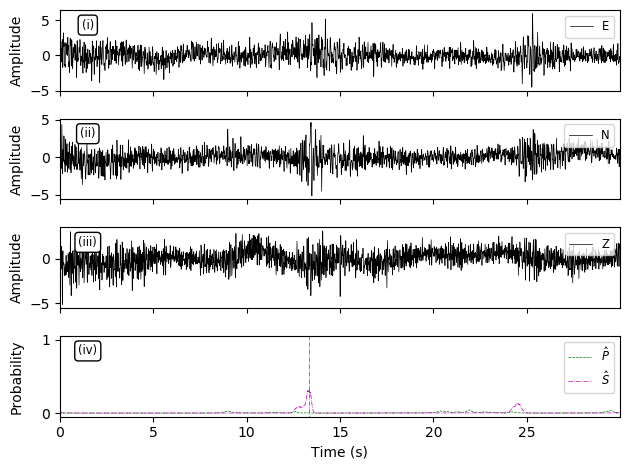 (i)
E
5
0
−5
Amplitude
(ii)
N
5
0
−5
Amplitude
(iii)
Z
0
−5
Amplitude
(iv)
P̂
Ŝ
1
0
Probability
0 5 10 15 20 25
Time (s)